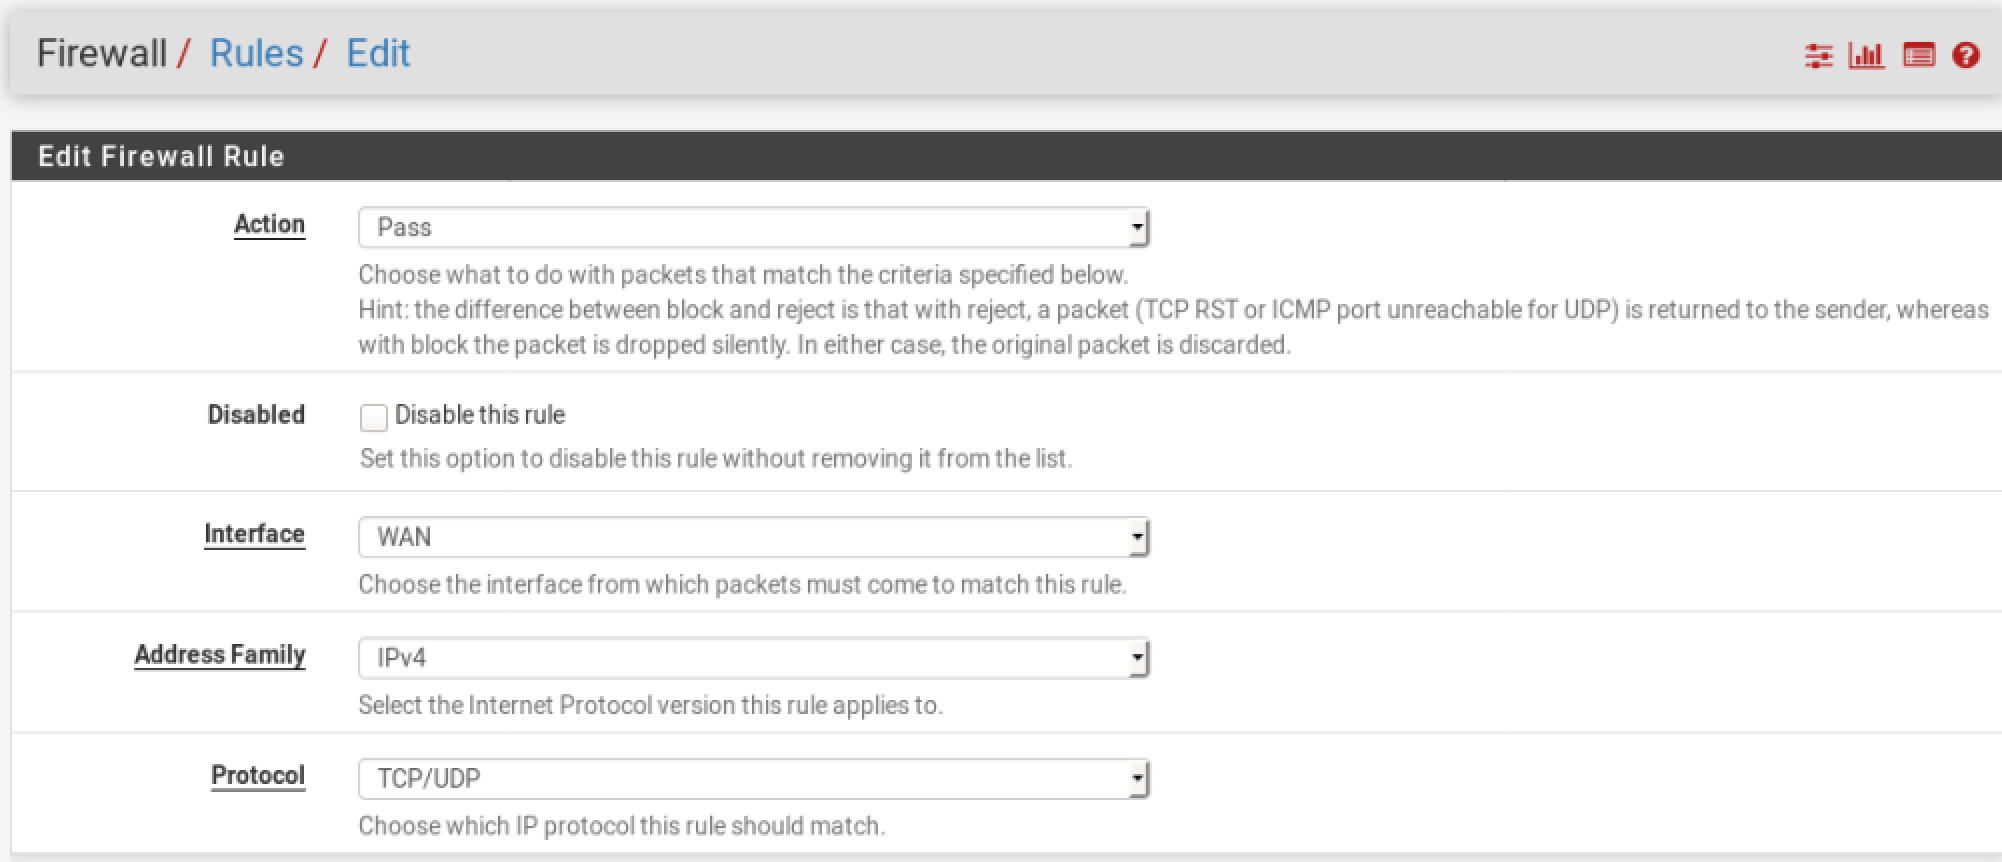 Firewall / Rules / Edit
Edit Firewall Rule
Action
Pass
Choose what to do with packets that match the criteria specified below.
Hint: the difference between block and reject is that with reject, a packet (TCP RST or ICMP port unreachable for UDP) is returned to the sender, whereas
with block the packet is dropped silently. In either case, the original packet is discarded.
Disabled
Disable this rule
Set this option to disable this rule without removing it from the list.
Interface
WAN
Choose the interface from which packets must come to match this rule.
Address Family
IPv4
Select the Internet Protocol version this rule applies to.
Protocol
TCP/UDP
Choose which IP protocol this rule should match.